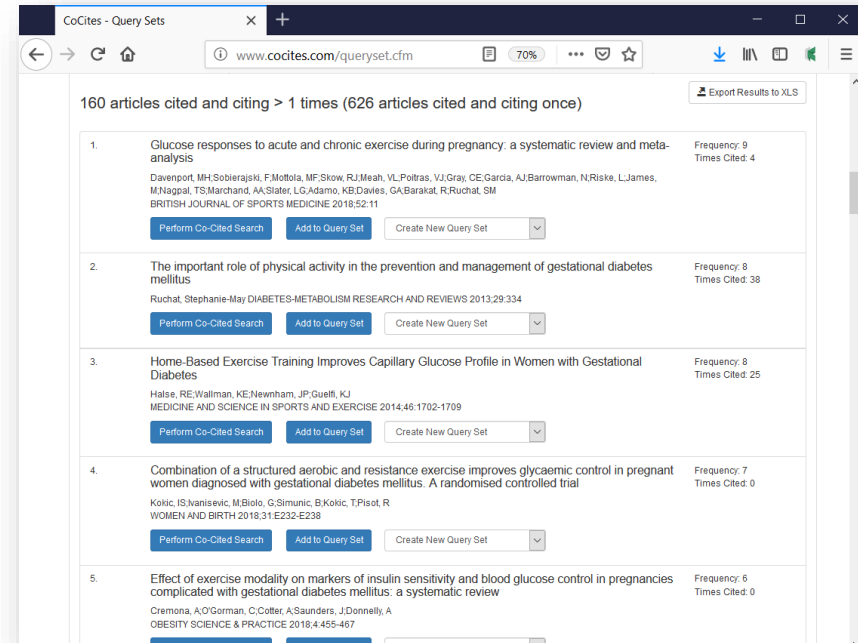 CoCites - Query Sets
www.cocites.com/queryset.cfm
70%
160 articles cited and citing > 1 times (626 articles cited and citing once)
Export Results to XLS
1.
Glucose responses to acute and chronic exercise during pregnancy: a systematic review and meta-
analysis
Davenport, MH;Sobierajski, F;Mottola, MF;Skow, RJ;Meah, VL;Poitras, VJ;Gray, CE;Garcia, AJ;Barrowman, N;Riske, L;James,
M;Nagpal, TS;Marchand, AA;Slater, LG;Adamo, KB;Davies, GA;Barakat, R;Ruchat, SM
BRITISH JOURNAL OF SPORTS MEDICINE 2018;52:11
Frequency: 9
Times Cited: 4
Perform Co-Cited Search
Add to Query Set
Create New Query Set
2.
The important role of physical activity in the prevention and management of gestational diabetes
mellitus
Ruchat, Stephanie-May DIABETES-METABOLISM RESEARCH AND REVIEWS 2013;29:334
Frequency: 8
Times Cited: 38
Perform Co-Cited Search
Add to Query Set
Create New Query Set
3.
Home-Based Exercise Training Improves Capillary Glucose Profile in Women with Gestational
Diabetes
Halse, RE;Wallman, KE;Newnham, JP;Guelfi, KJ
MEDICINE AND SCIENCE IN SPORTS AND EXERCISE 2014;46:1702-1709
Frequency: 8
Times Cited: 25
Perform Co-Cited Search
Add to Query Set
Create New Query Set
4.
Combination of a structured aerobic and resistance exercise improves glycaemic control in pregnant
women diagnosed with gestational diabetes mellitus. A randomised controlled trial
Kokic, IS;Ivanisevic, M;Biolo, G;Simunic, B;Kokic, T;Pisot, R
WOMEN AND BIRTH 2018;31:E232-E238
Frequency: 7
Times Cited: 0
Perform Co-Cited Search
Add to Query Set
Create New Query Set
5.
Effect of exercise modality on markers of insulin sensitivity and blood glucose control in pregnancies
complicated with gestational diabetes mellitus: a systematic review
Cremona, A;O'Gorman, C;Cotter, A;Saunders, J;Donnelly, A
OBESITY SCIENCE & PRACTICE 2018;4:455-467
Frequency: 6
Times Cited: 0